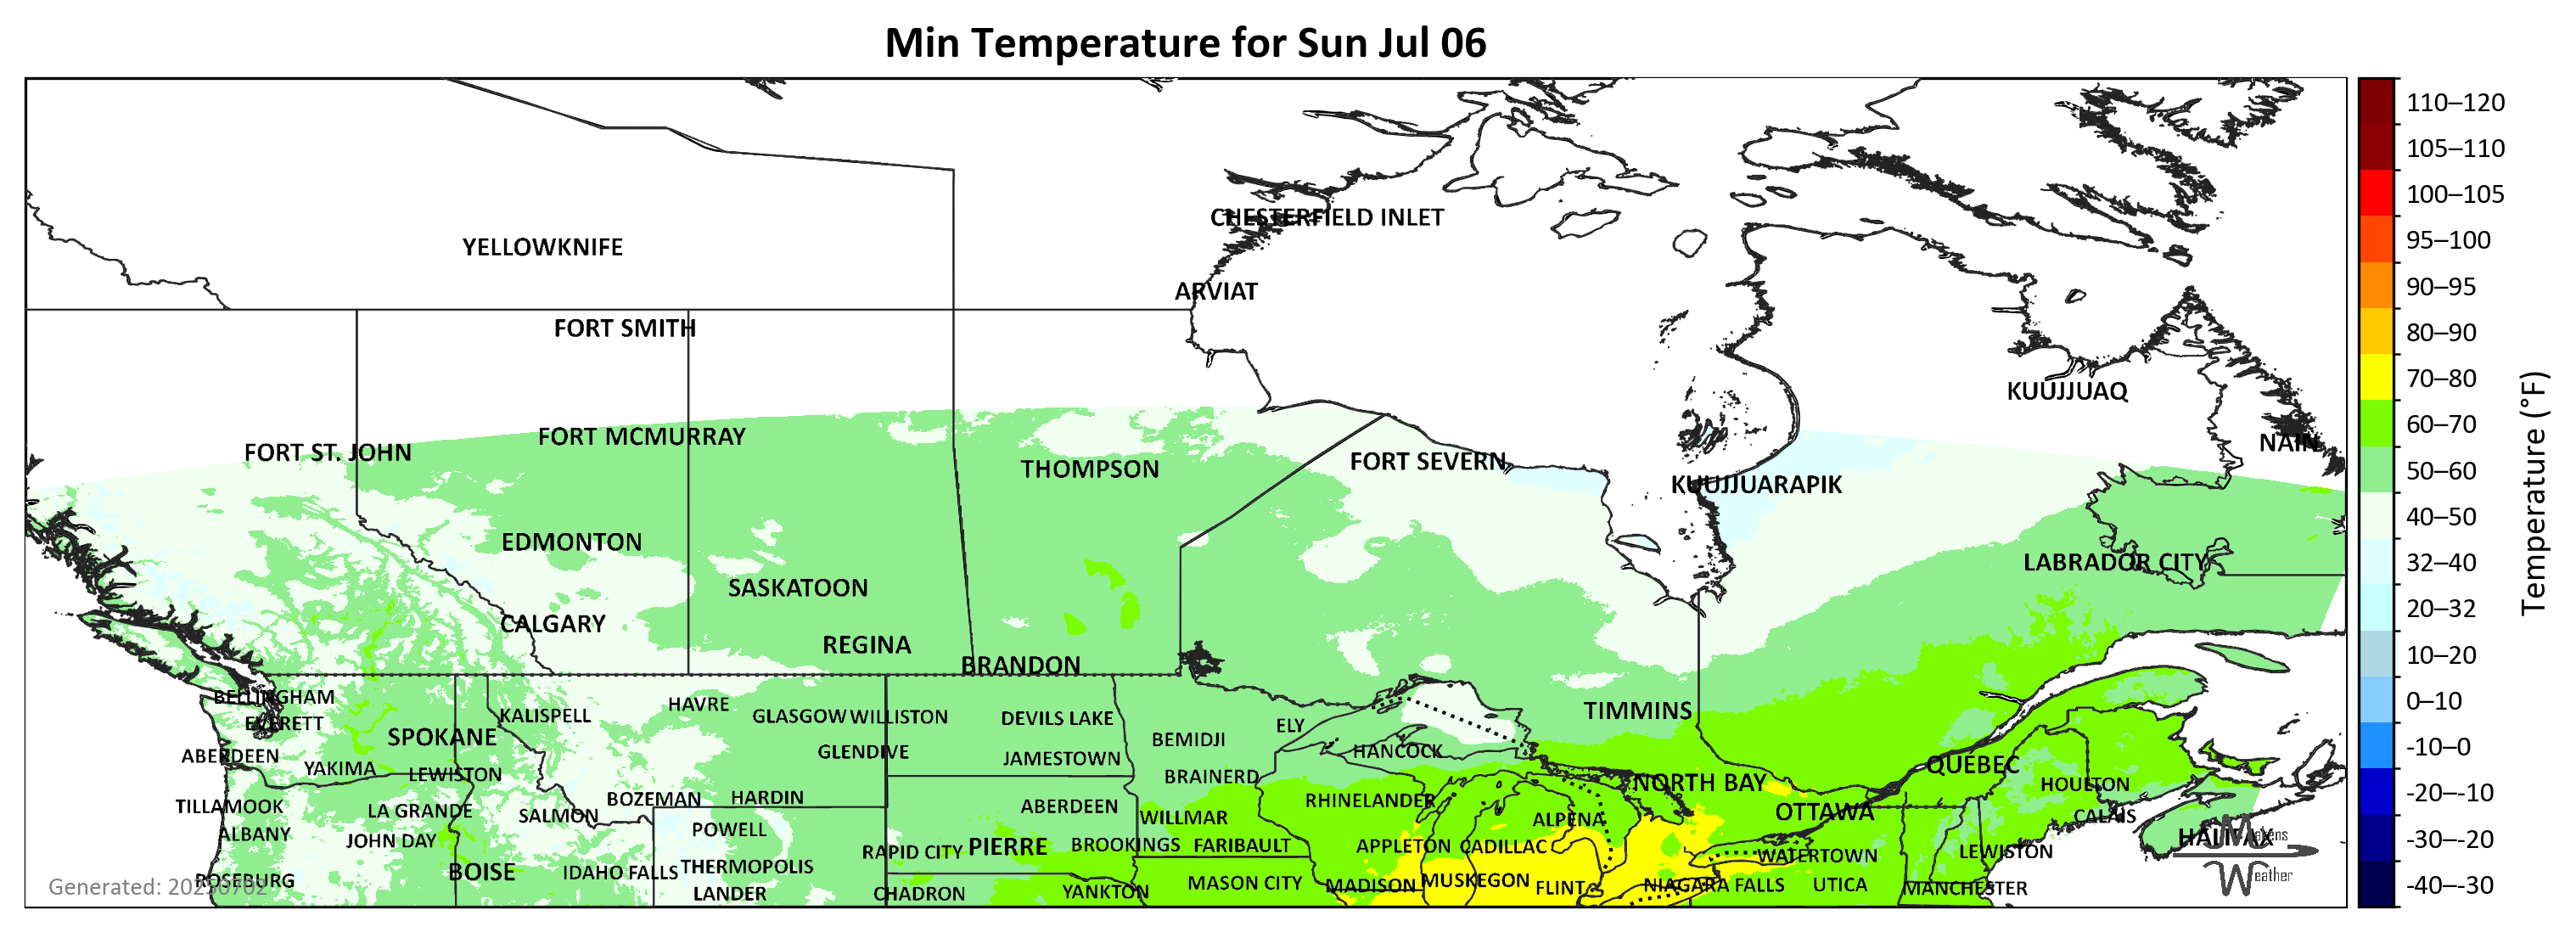 Min Temperature for Sun Jul 06
CHESTERFIELD INLET
YELLOWKNIFE
ARVIAT
FORT SMITH
KUUJJUAQ
FORT MCMURRAY
FORT ST. JOHN
NAIN
FORT SEVERN
THOMPSON
KUUJJUARAPIK
EDMONTON
LABRADOR CITY
SASKATOON
CALGARY
REGINA
BRANDON
BELLINGHAM
HAVRE
TIMMINS
KALISPELL
GLASGOW
WILLISTON
DEVILS LAKE
EVERETT
ELY
SPOKANE
BEMIDJI
HANCOCK
ABERDEEN
GLENDIVE
JAMESTOWN
QUÉBEC
YAKIMA
LEWISTON
BRAINERD
NORTH BAY
HOULTON
BOZEMAN
HARDIN
RHINELANDER
TILLAMOOK
LA GRANDE
SALMON
ABERDEEN
WILLMAR
ALPENA
OTTAWA
CALAIS
ALBANY
JOHN DAY
POWELL
RAPID CITY
PIERRE
BROOKINGS
FARIBAULT
APPLETON
CADILLAC
WATERTOWN
LEWISTON
HALIFAX
BOISE
IDAHO FALLS
THERMOPOLIS
ROSEBURG
LANDER
CHADRON
YANKTON
MASON CITY
MADISON
MUSKEGON
FLINT
NIAGARA FALLS
UTICA
MANCHESTER
Generated:
Weather
110–120
105–110
100–105
95–100
90–95
80–90
70–80
60–70
50–60
40–50
32–40
20–32
10–20
0–10
-10–0
-20–-10
-30–-20
-40–-30
Temperature (°F)